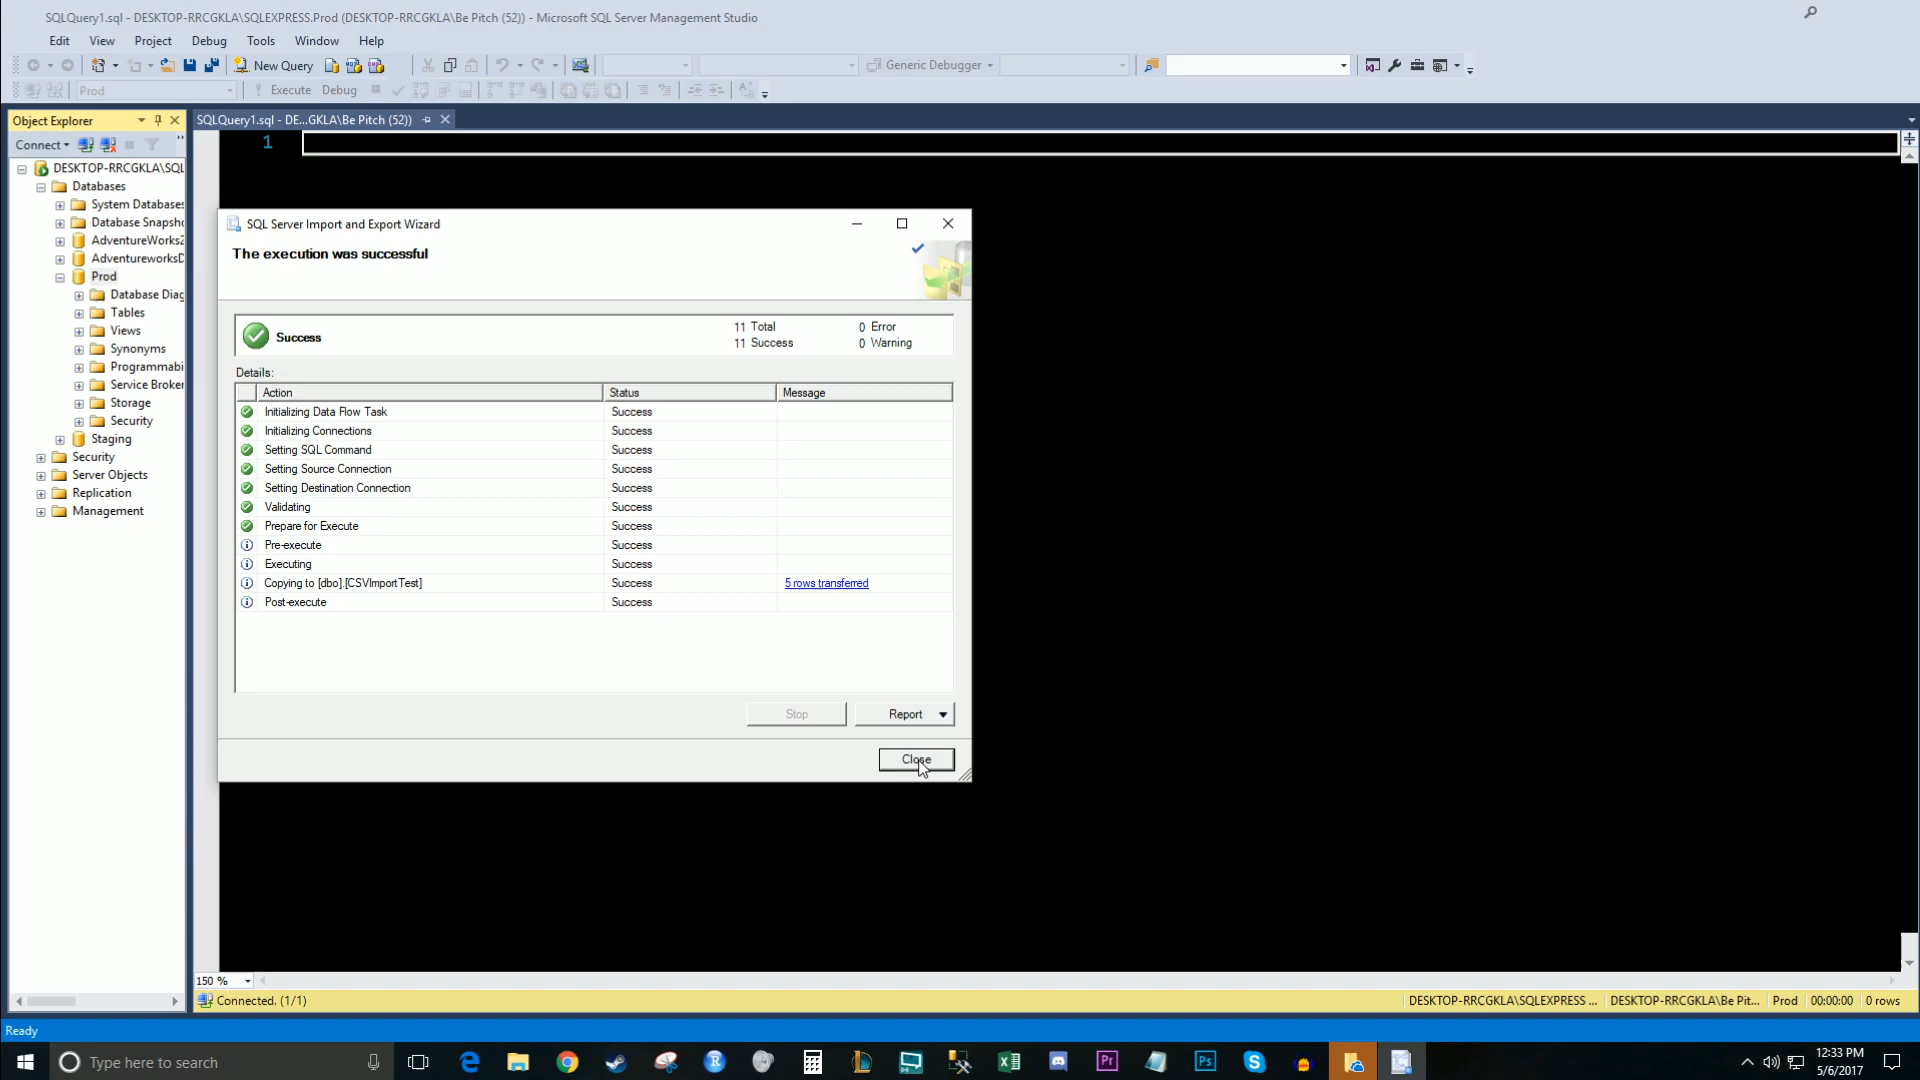 SQLQuery1.sql - DESKTOP-RRCGKLA\SQLEXPRESS.Prod (DESKTOP-RRCGKLA\Be Pitch (52)) - Microsoft SQL Server Management Studio
Edit View Project Debug Tools Window Help
New Query Generic Debugger
Prod Execute Debug
Object Explorer SQLQuery1.sql - DE...GKLA\Be Pitch (52))
Connect 1
DESKTOP-RRCGKLA\SQL
Databases
System Databases
Database Snapsho
AdventureWorks2
AdventureworksD
Prod
Database Diag
Tables
Views
Synonyms
Programmabi
Service Broker
Storage
Security
Staging
Security
Server Objects
Replication
Management
SQL Server Import and Export Wizard
The execution was successful
Success 11 Total 0 Error
11 Success 0 Warning
Details:
Action Status Message
Initializing Data Flow Task Success
Initializing Connections Success
Setting SQL Command Success
Setting Source Connection Success
Setting Destination Connection Success
Validating Success
Prepare for Execute Success
Pre-execute Success
Executing Success
Copying to [dbo].[CSVImportTest] Success 5 rows transferred
Post-execute Success
Stop Report
Close
150 %
Connected. (1/1) DESKTOP-RRCGKLA\SQLEXPRESS ... DESKTOP-RRCGKLA\Be Pit... Prod 00:00:00 0 rows
Ready
Type here to search 12:33 PM
5/6/2017